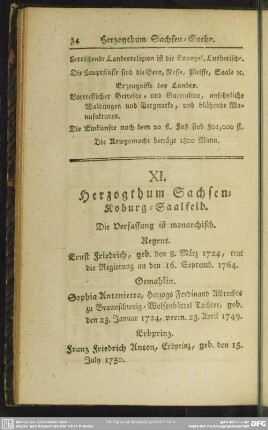 34 Herzogthum Sachsen-Gotha.
Herrschende Landesreligion ist die Evangel. Lutherisch.
Die Hauptflüsse sind die Gera, Nesse, Pleisse, Saale ꝛc.
Erzeugnisse des Landes.
Vortrefflicher Getreide- und Gartenbau, ansehnliche
Waldungen und Bergwerke, und blühende Ma-
nufakturen.
Die Einkünfte nach dem 20 fl. Fuß sind 801,000 fl.
Die Kriegsmacht beträgt 1800 Mann.
XI.
Herzogthum Sachsen-
Koburg-Saalfeld.
Die Verfassung ist monarchisch.
Regent.
Ernst Friedrich, geb. den 8. März 1724, trat
die Regierung an den 16. Septemb. 1764.
Gemahlin.
Sophia Antonietta, Herzogs Ferdinand Albrechts
zu Braunschweig-Wolfenbüttel Tochter, geb.
den 23. Januar 1724, verm. 23. April 1749.
Erbprinz.
Franz Friedrich Anton, Erbprinz, geb. den 15.
July 1750.